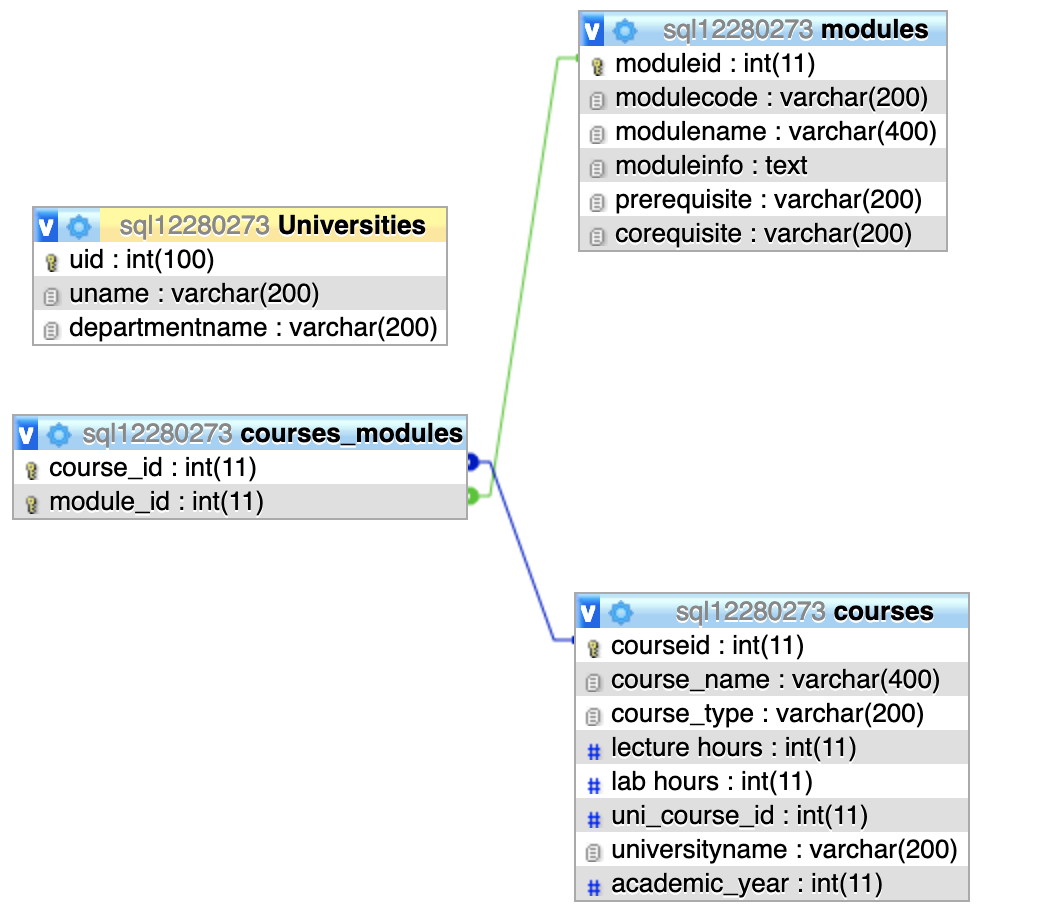 v sql12280273 modules
moduleid : int(11)
modulecode : varchar(200)
modulename : varchar(400)
moduleinfo : text
prerequisite : varchar(200)
corequisite : varchar(200)
v sql12280273 Universities
uid : int(100)
uname : varchar(200)
departmentname : varchar(200)
v sql12280273 courses_modules
course_id : int(11)
module_id : int(11)
v sql12280273 courses
courseid : int(11)
course_name : varchar(400)
course_type : varchar(200)
# lecture hours : int(11)
# lab hours : int(11)
# uni_course_id : int(11)
universityname : varchar(200)
# academic_year : int(11)